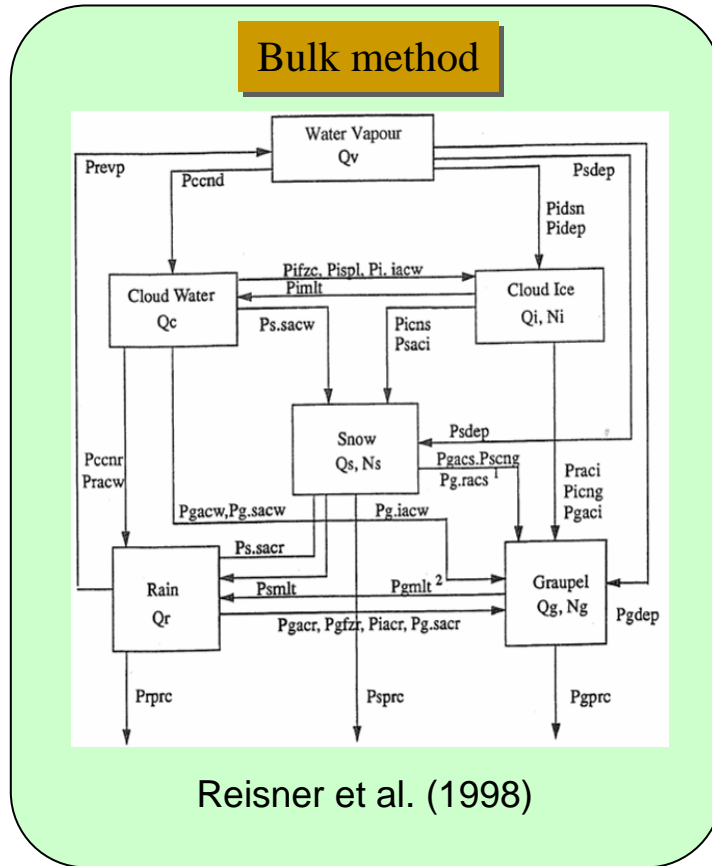 Bulk method
Water Vapour
Qv
Prevp
Pccnd
Psdep
Pidsn
Pidep
Pifzc, Pispl, Pi. iacw
Pimlt
Cloud Water
Qc
Cloud Ice
Qi, Ni
Ps.sacw
Picns
Psaci
Snow
Qs, Ns
Psdep
Pgacs.Pscng
Pg.racs 1
Pccnr
Pracw
Praci
Picng
Pgaci
Pgacw,Pg.sacw
Pg.iacw
Ps.sacr
Rain
Qr
Psmlt
Pgmlt 2
Graupel
Qg, Ng
Pgdep
Pgacr, Pgfzr, Piacr, Pg.sacr
Prprc
Psprc
Pgprc
Reisner et al. (1998)